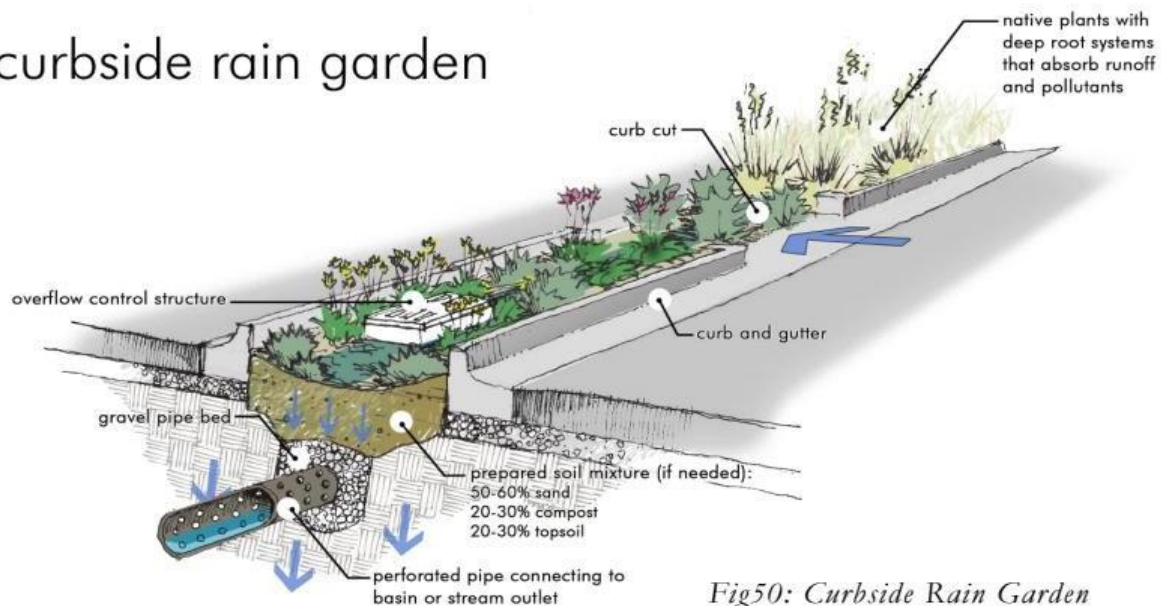 curbside rain garden
native plants with
deep root systems
that absorb runoff
and pollutants
curb cut
overflow control structure
curb and gutter
gravel pipe bed
prepared soil mixture (if needed):
50-60% sand
20-30% compost
20-30% topsoil
perforated pipe connecting to
basin or stream outlet
Fig50: Curbside Rain Garden